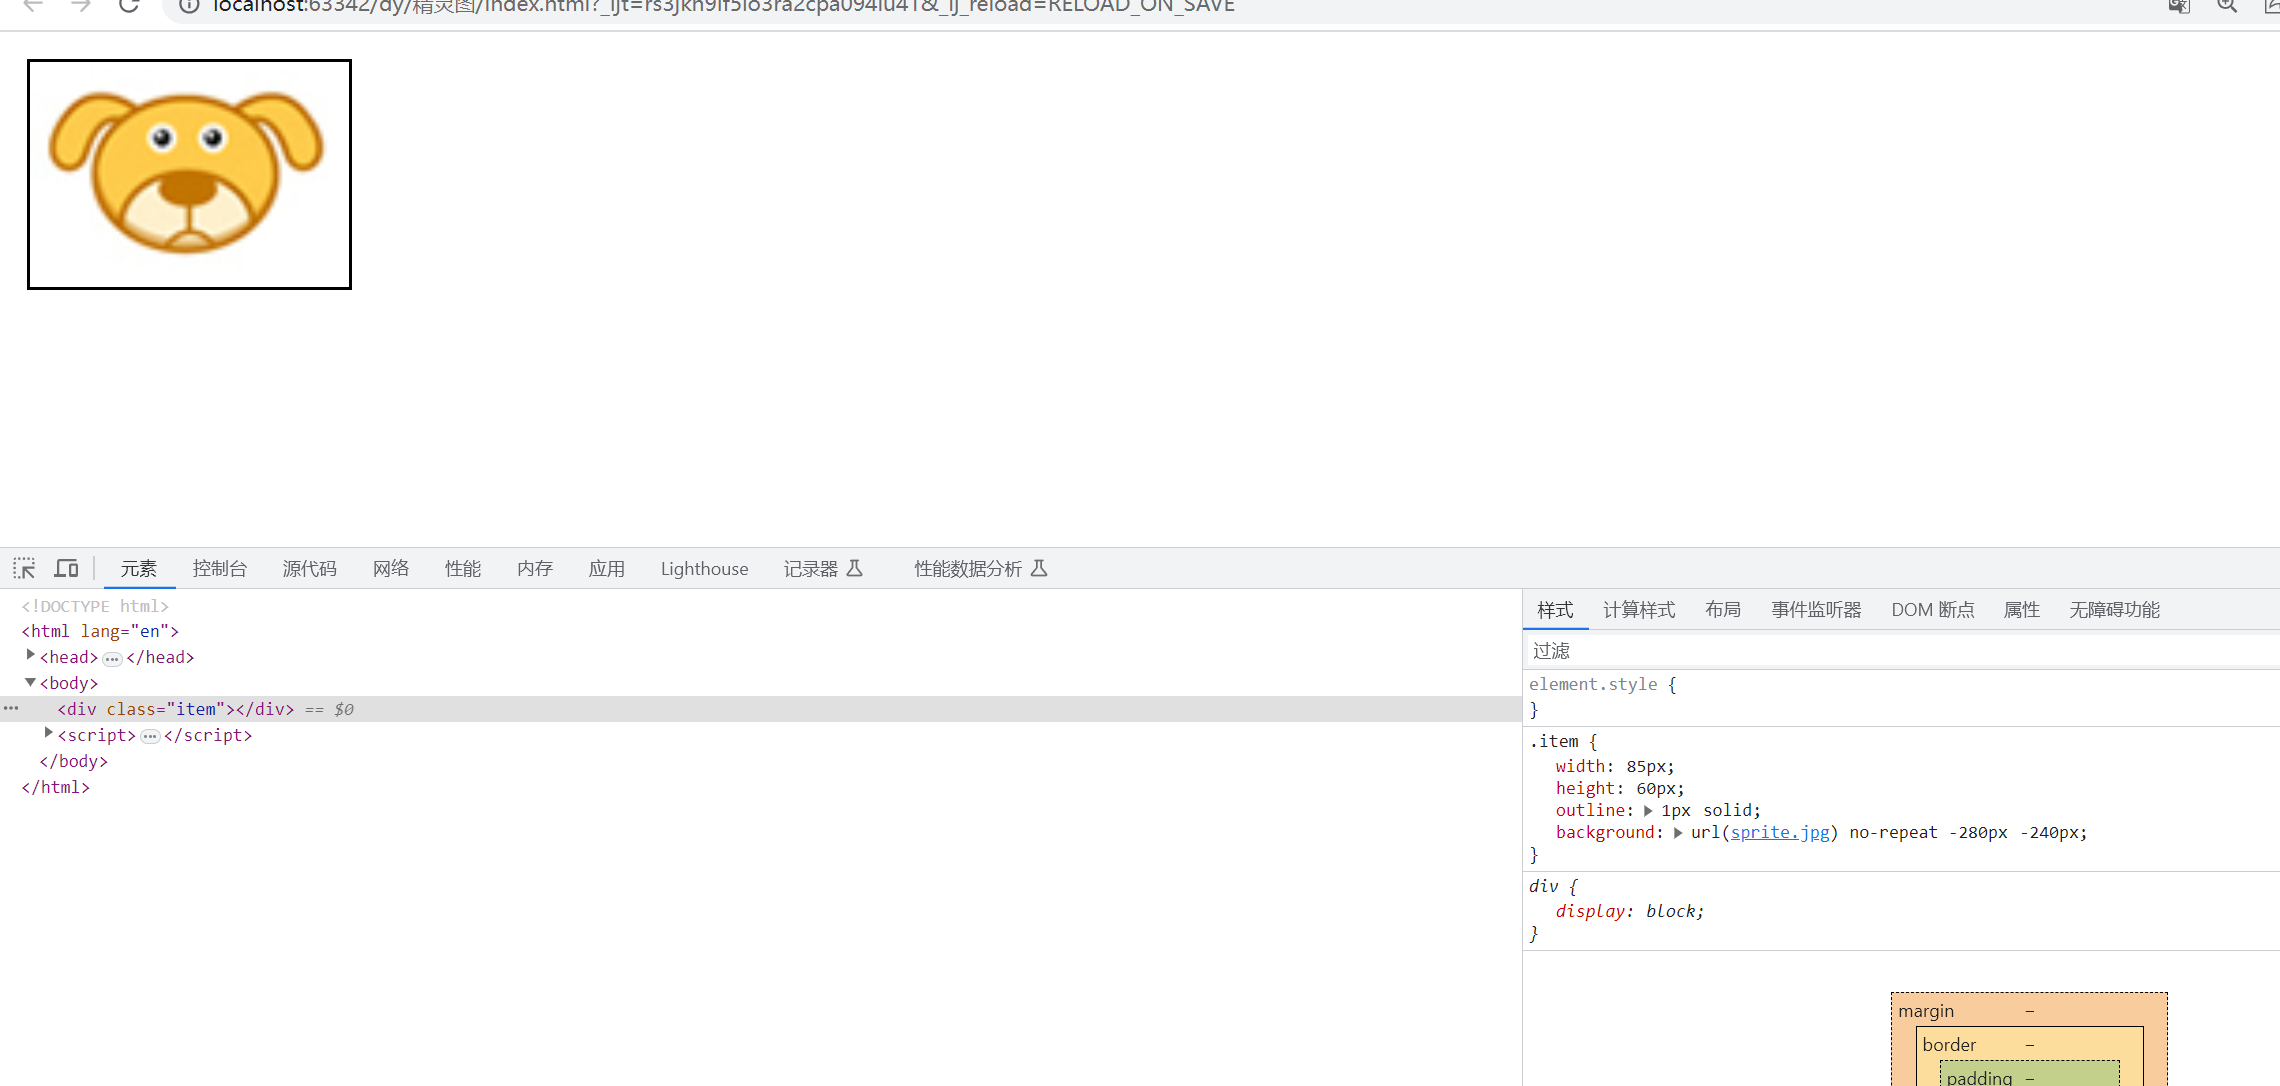 localhost:63342/dy/精灵图/index.html?_ijt=rs3jkh9if5lo3ra2cpa094lu41&_ij_reload=RELOAD_ON_SAVE
元素 控制台 源代码 网络 性能 内存 应用 Lighthouse 记录器 性能数据分析
<!DOCTYPE html>
<html lang="en">
<head>…</head>
<body>
<div class="item"></div> == $0
<script>…</script>
</body>
</html>
样式 计算样式 布局 事件监听器 DOM 断点 属性 无障碍功能
过滤
element.style {
}
.item {
width: 85px;
height: 60px;
outline: 1px solid;
background: url(sprite.jpg) no-repeat -280px -240px;
}
div {
display: block;
}
margin –
border –
padding –